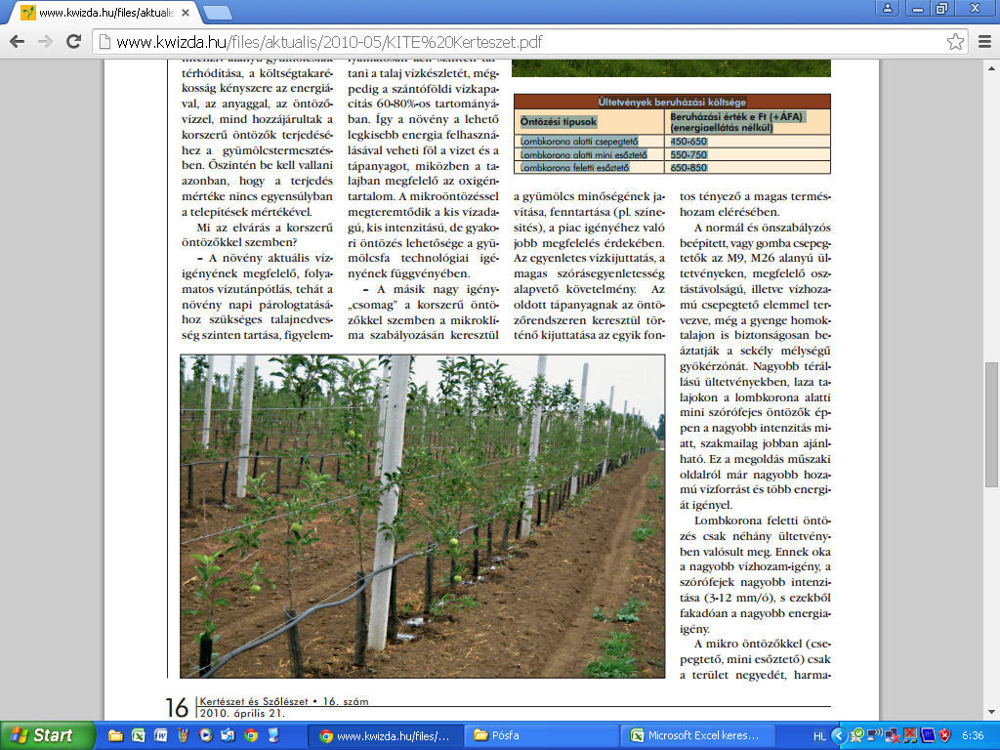 www.kwizda.hu/files/aktualis
www.kwizda.hu/files/aktualis/2010-05/KITE%20Kerteszet.pdf
térhódítása, a költségtakaré-
kosság kényszere az energiá-
val, az anyaggal, az öntöző-
vízzel, mind hozzájárultak a
korszerű öntözők terjedésé-
hez a gyümölcstermesztés-
ben. Őszintén be kell vallani
azonban, hogy a terjedés
mértéke nincs egyensúlyban
a telepítések mértékével.
Mi az elvárás a korszerű
öntözőkkel szemben?
– A növény aktuális víz-
igényének megfelelő, folya-
matos vízutánpótlás, tehát a
növény napi párologtatásá-
hoz szükséges talajnedves-
ség szinten tartása, figyelem-
lyamatosan kell szinten tar-
tani a talaj vízkészletét, még-
pedig a szántóföldi vízkapa-
citás 60-80%-os tartományá-
ban. Így a növény a lehető
legkisebb energia felhaszná-
lásával veheti föl a vizet és a
tápanyagot, miközben a ta-
lajban megfelelő az oxigén-
tartalom. A mikroöntözéssel
megteremtődik a kis vízada-
gú, kis intenzitású, de gyako-
ri öntözés lehetősége a gyü-
mölcsfa technológiai igé-
nyének függvényében.
– A másik nagy igény-
„csomag” a korszerű öntö-
zőkkel szemben a mikroklí-
ma szabályozásán keresztül
Ültetvények beruházási költsége
Öntözési típusok
Beruházási érték e Ft (+ÁFA)
(energiaellátás nélkül)
Lombkorona alatti csepegtető 450-650
Lombkorona alatti mini esőztető 550-750
Lombkorona feletti esőztető 650-850
a gyümölcs minőségének ja-
vítása, fenntartása (pl. színe-
sítés), a piac igényéhez való
jobb megfelelés érdekében.
Az egyenletes vízkijuttatás, a
magas szórásegyenletesség
alapvető követelmény. Az
oldott tápanyagnak az öntö-
zőrendszeren keresztül tör-
ténő kijuttatása az egyik fon-
tos tényező a magas termés-
hozam elérésében.
A normál és önszabályzós
beépített, vagy gomba csepeg-
tetők az M9, M26 alanyú ül-
tetvényeken, megfelelő osz-
tástávolságú, illetve vízhoza-
mú csepegtető elemmel ter-
vezve, még a gyenge homok-
talajon is biztonságosan be-
áztatják a sekély mélységű
gyökérzónát. Nagyobb térál-
lású ültetvényekben, laza ta-
lajokon a lombkorona alatti
mini szórófejes öntözők ép-
pen a nagyobb intenzitás mi-
att, szakmailag jobban ajánl-
ható. Ez a megoldás műszaki
oldalról már nagyobb hoza-
mú vízforrást és több energi-
át igényel.
Lombkorona feletti öntö-
zés csak néhány ültetvény-
ben valósult meg. Ennek oka
a nagyobb vízhozam-igény, a
szórófejek nagyobb intenzi-
tása (3-12 mm/ó), s ezekből
fakadóan a nagyobb energia-
igény.
A mikro öntözőkkel (cse-
pegtető, mini esőztető) csak
a terület negyedét, harma-
16
Kertészet és Szőlészet • 16. szám
2010. április 21.
Start
www.kwizda.hu/files/...
Pósfa
Microsoft Excel keres...
HL
6:36